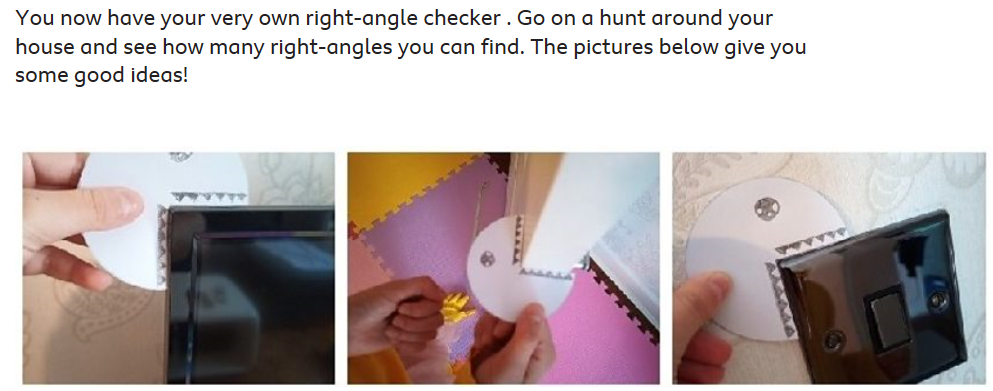 You now have your very own right-angle checker . Go on a hunt around your
house and see how many right-angles you can find. The pictures below give you
some good ideas!